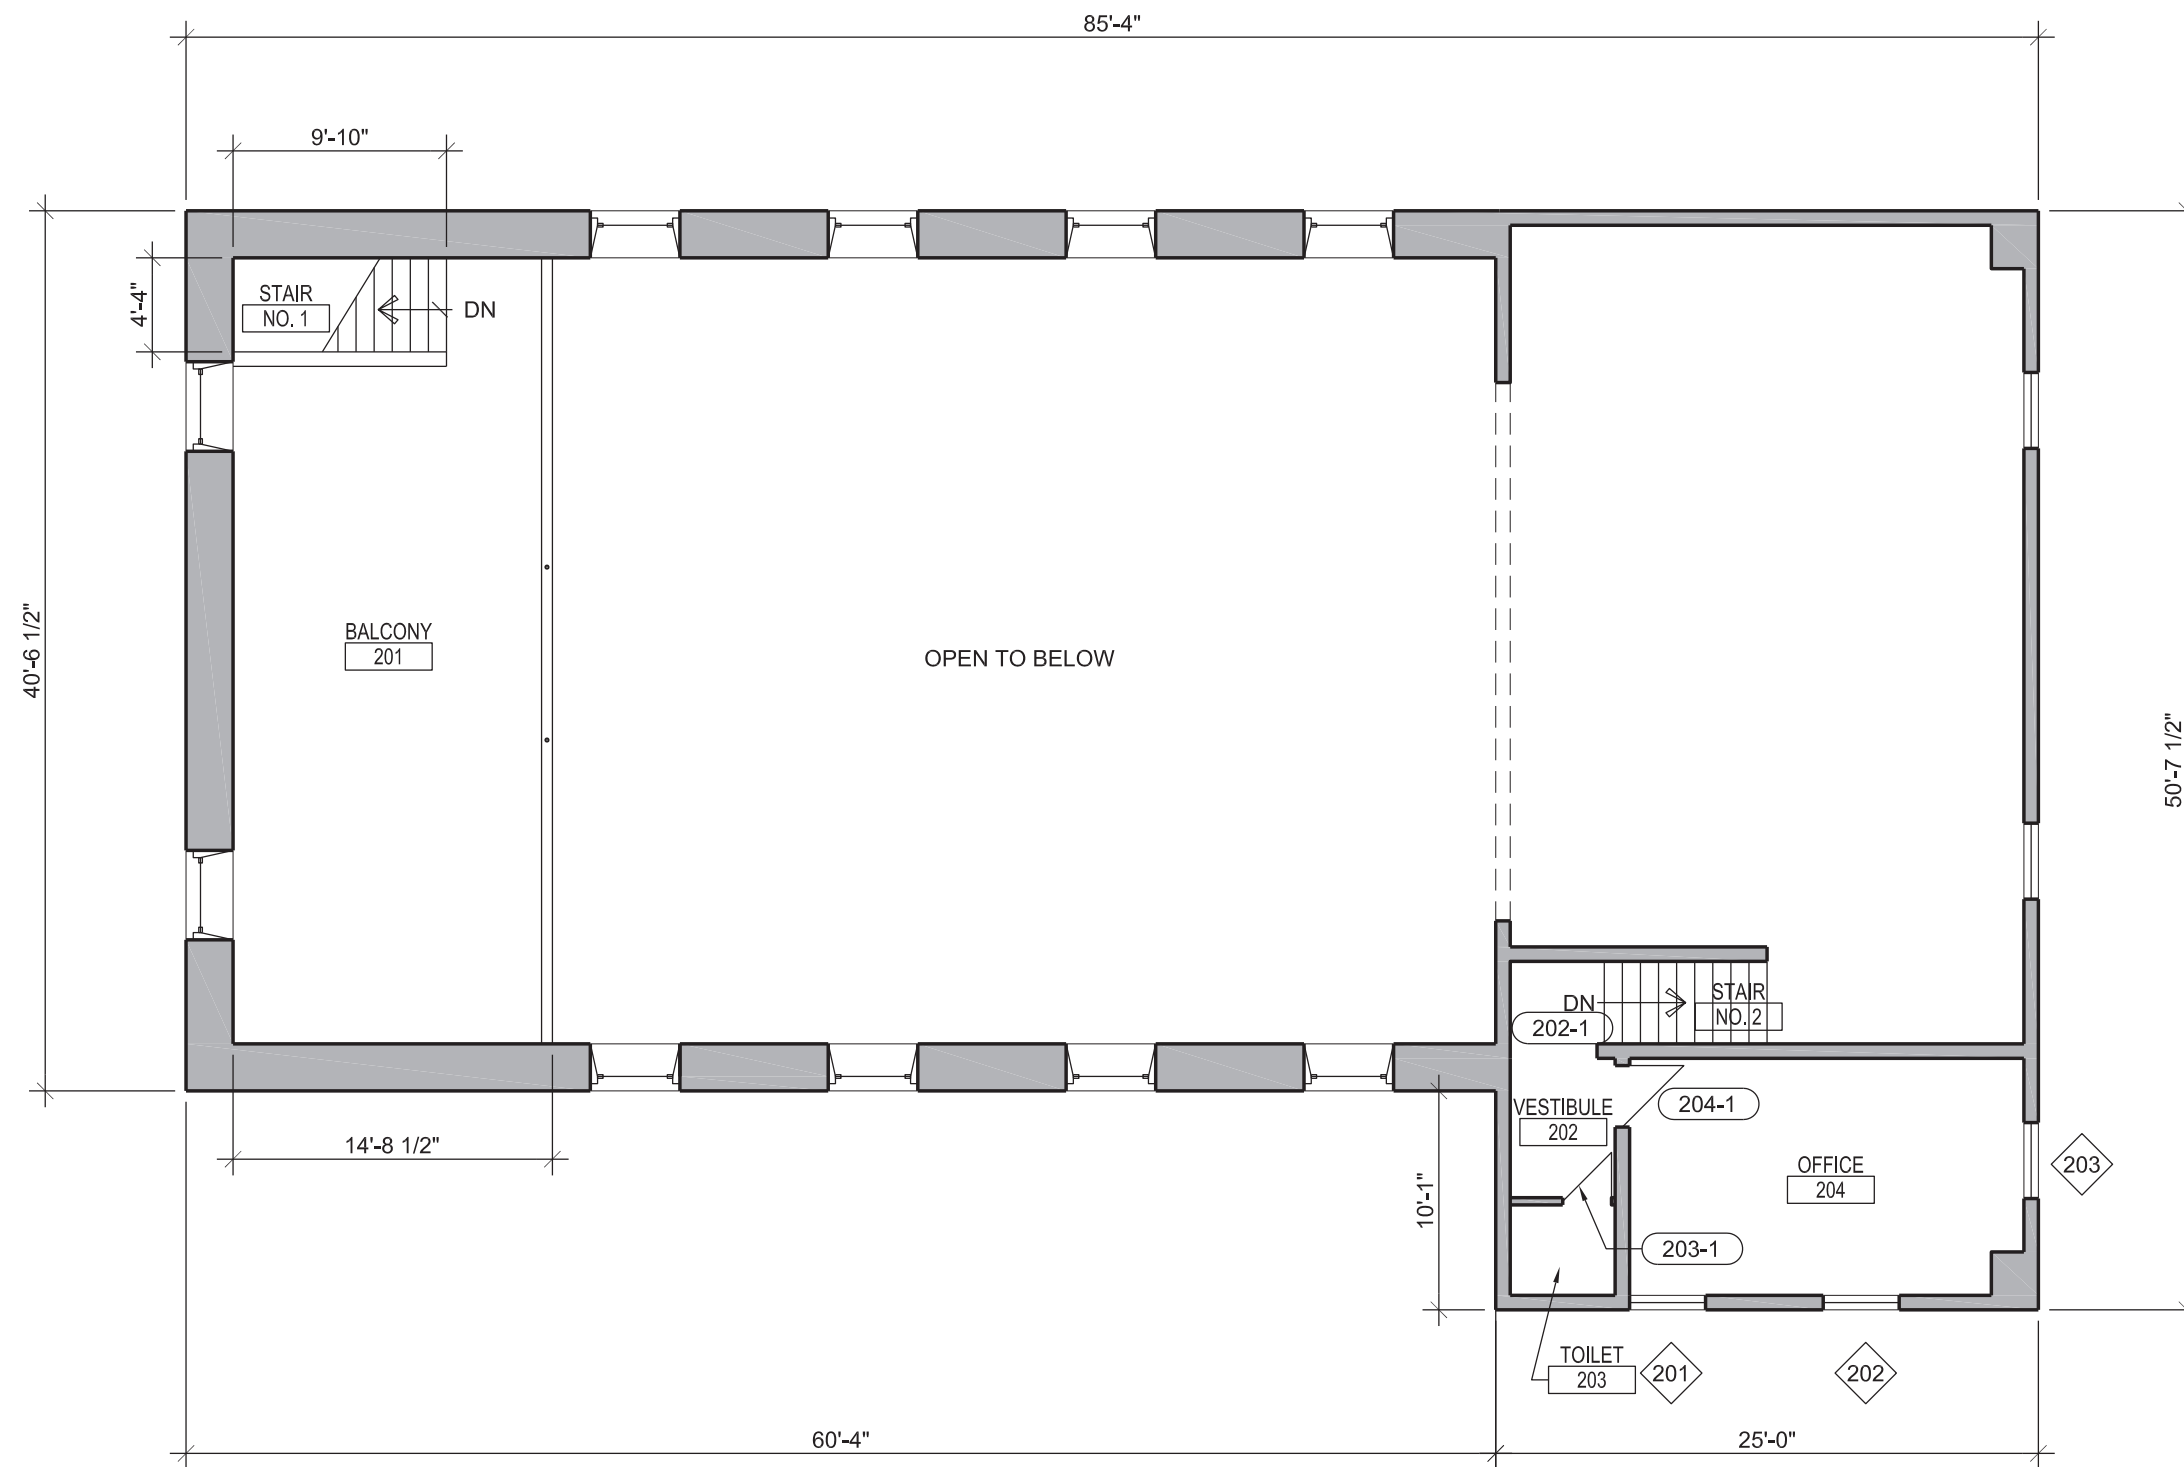 85'-4"
9'-10"
4'-4"
STAIR
NO. 1
DN
40'-6 1/2"
BALCONY
201
OPEN TO BELOW
50'-7 1/2"
DN
STAIR
NO. 2
202-1
204-1
VESTIBULE
202
14'-8 1/2"
OFFICE
204
203
10'-1"
203-1
TOILET
203
201
202
60'-4"
25'-0"